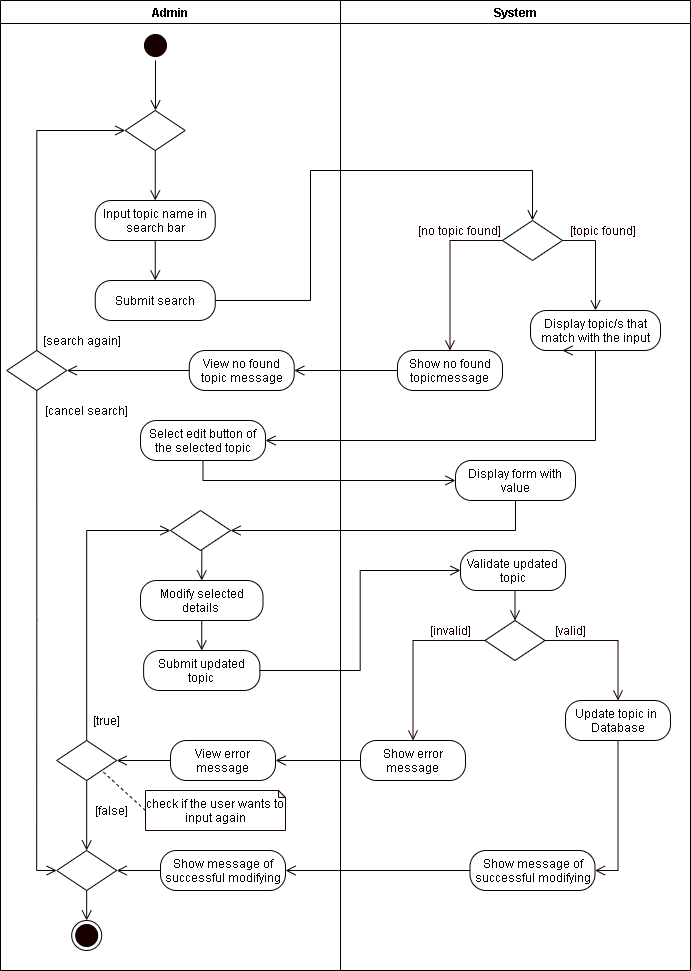 Admin
System
Input topic name in
search bar
[no topic found]
[topic found]
Submit search
Display topic/s that
match with the input
[search again]
View no found
topic message
Show no found
topicmessage
[cancel search]
Select edit button of
the selected topic
Display form with
value
Validate updated
topic
Modify selected
details
[invalid]
[valid]
Submit updated
topic
Update topic in
Database
[true]
View error
message
Show error
message
[false]
check if the user wants to
input again
Show message of
successful modifying
Show message of
successful modifying